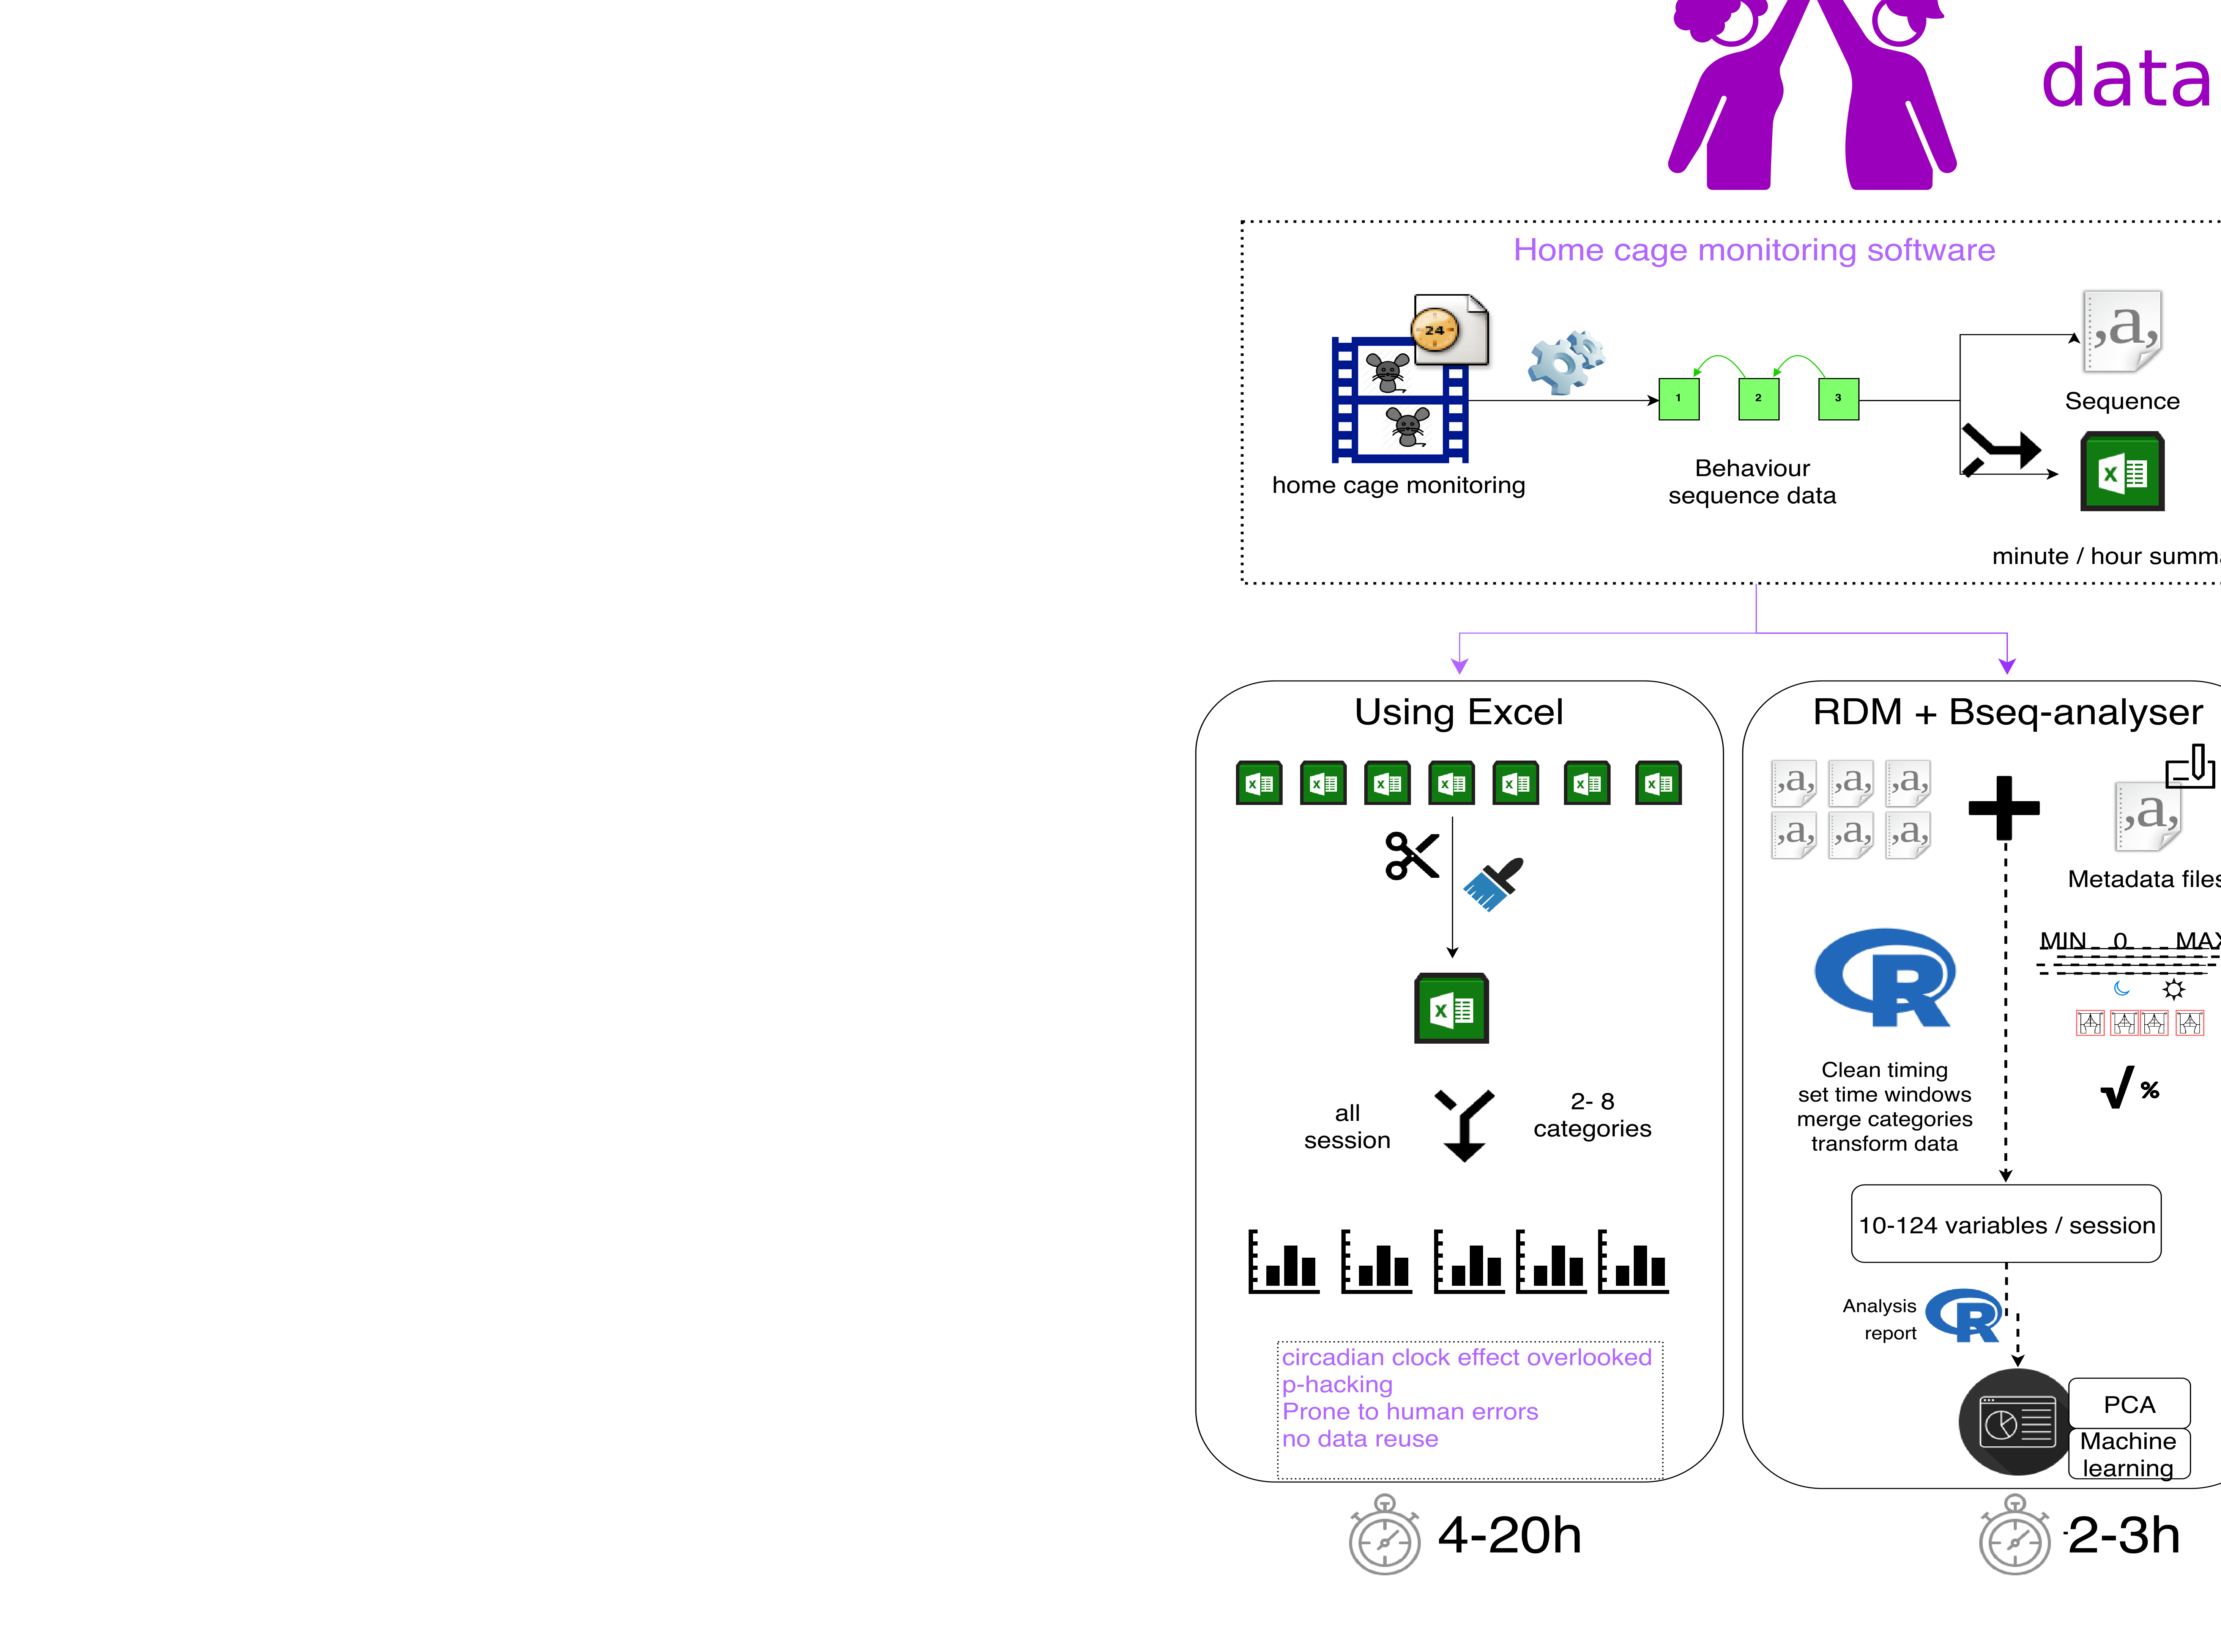 data
Home cage monitoring software
24
,a,
1
2
3
Sequence
X
home cage monitoring
Behaviour
sequence data
minute / hour summa
Using Excel
X X X X X X X
X
all
session
2- 8
categories
circadian clock effect overlooked
p-hacking
Prone to human errors
no data reuse
4-20h
RDM + Bseq-analyser
,a, ,a, ,a,
,a, ,a, ,a,
,a,
Metadata files
MIN 0 MAX
R
Clean timing
set time windows
merge categories
transform data
√ %
10-124 variables / session
Analysis
report
R
PCA
Machine
learning
-2-3h